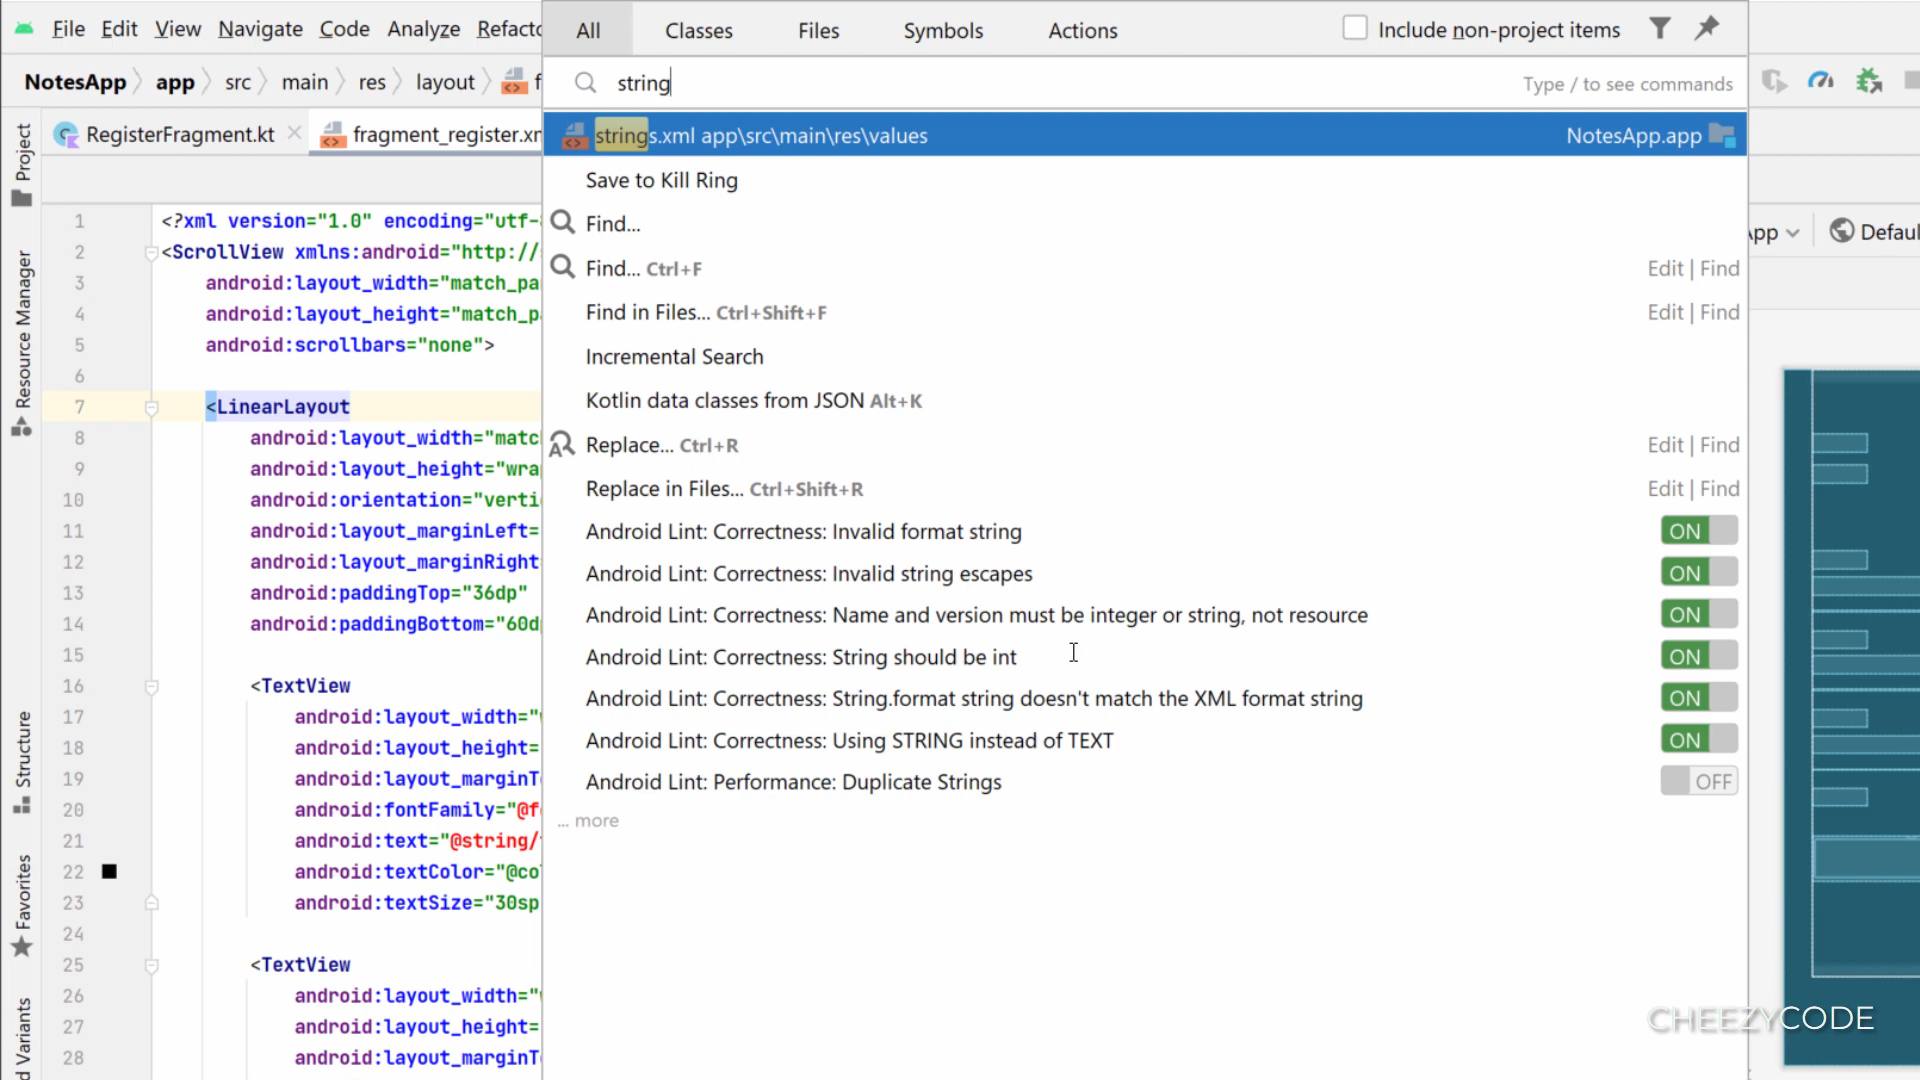 File Edit View Navigate Code Analyze Refacto
All Classes Files Symbols Actions Include non-project items
NotesApp app src main res layout f
string Type / to see commands
RegisterFragment.kt fragment_register.xm
strings.xml app\src\main\res\values NotesApp.app
Save to Kill Ring
Find...
Find... Ctrl+F Edit | Find
Find in Files... Ctrl+Shift+F Edit | Find
Incremental Search
Kotlin data classes from JSON Alt+K
Replace... Ctrl+R Edit | Find
Replace in Files... Ctrl+Shift+R Edit | Find
Android Lint: Correctness: Invalid format string ON
Android Lint: Correctness: Invalid string escapes ON
Android Lint: Correctness: Name and version must be integer or string, not resource ON
Android Lint: Correctness: String should be int ON
Android Lint: Correctness: String.format string doesn't match the XML format string ON
Android Lint: Correctness: Using STRING instead of TEXT ON
Android Lint: Performance: Duplicate Strings OFF
... more
Project
Resource Manager
Structure
Favorites
d Variants
1 <?xml version="1.0" encoding="utf-8
2 <ScrollView xmlns:android="http://
3 android:layout_width="match_pa
4 android:layout_height="match_p
5 android:scrollbars="none">
6
7 <LinearLayout
8 android:layout_width="matc
9 android:layout_height="wra
10 android:orientation="verti
11 android:layout_marginLeft=
12 android:layout_marginRight
13 android:paddingTop="36dp"
14 android:paddingBottom="60d
15
16 <TextView
17 android:layout_width="w
18 android:layout_height=
19 android:layout_marginT
20 android:fontFamily="@f
21 android:text="@string/
22 android:textColor="@co
23 android:textSize="30sp
24
25 <TextView
26 android:layout_width="w
27 android:layout_height=
28 android:layout_marginT
pp Defaul
CHEEZYCODE